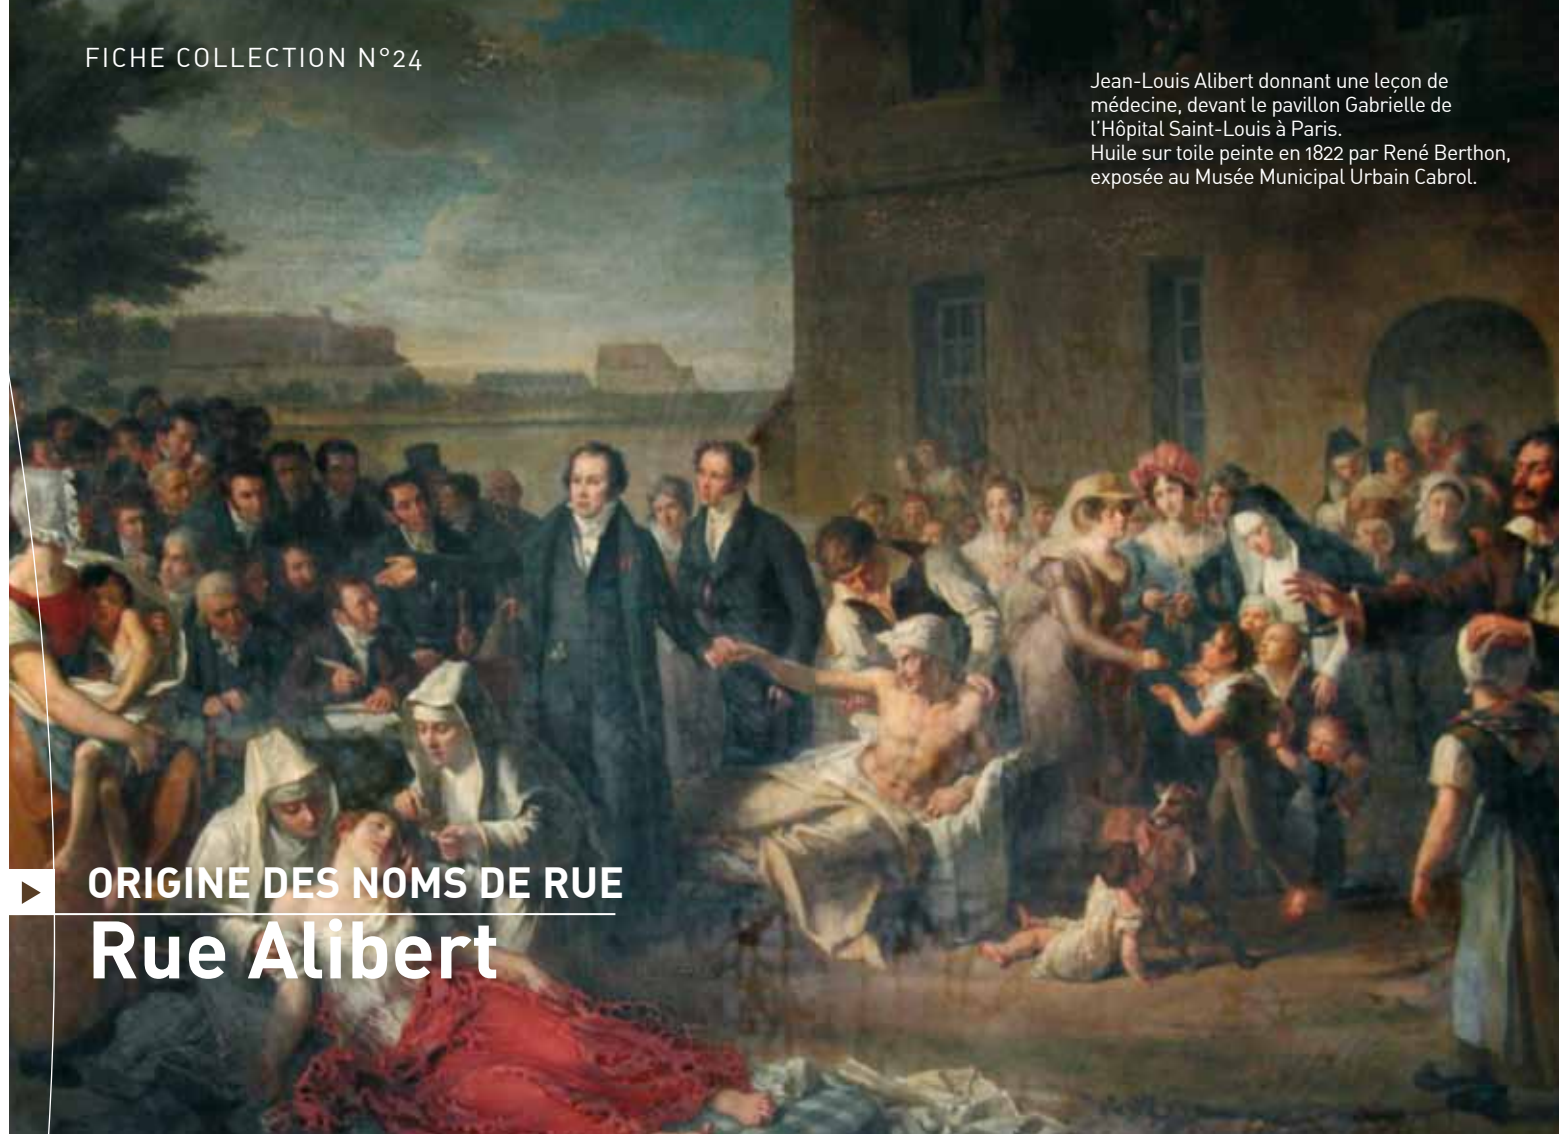 FICHE COLLECTION N°24
Jean-Louis Alibert donnant une leçon de
médecine, devant le pavillon Gabrielle de
l'Hôpital Saint-Louis à Paris.
Huile sur toile peinte en 1822 par René Berthon,
exposée au Musée Municipal Urbain Cabrol.
ORIGINE DES NOMS DE RUE
Rue Alibert